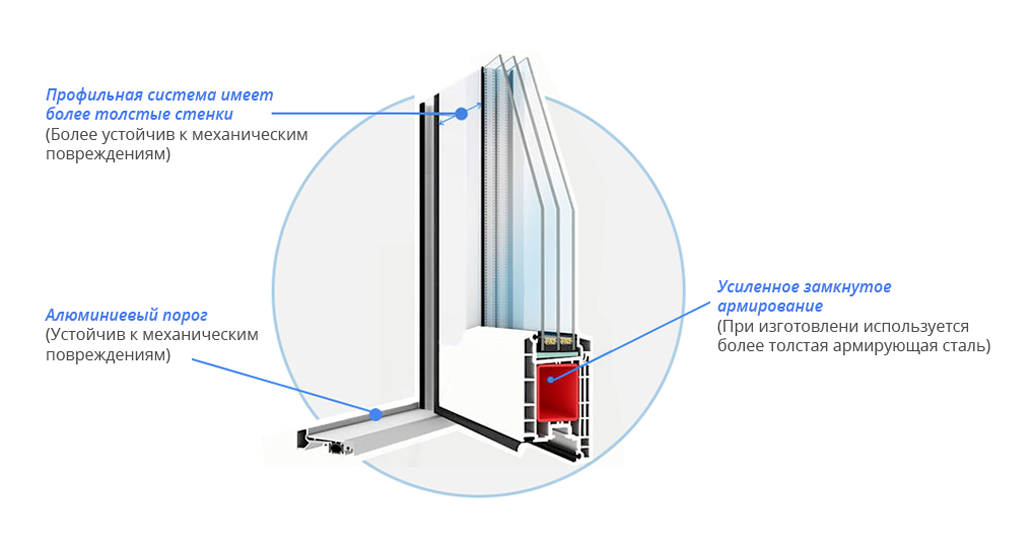 Профильная система имеет
более толстые стенки
(Более устойчив к механическим
повреждениям)
Алюминиевый порог
(Устойчив к механическим
повреждениям)
Усиленное замкнутое
армирование
(При изготовлени используется
более толстая армирующая сталь)